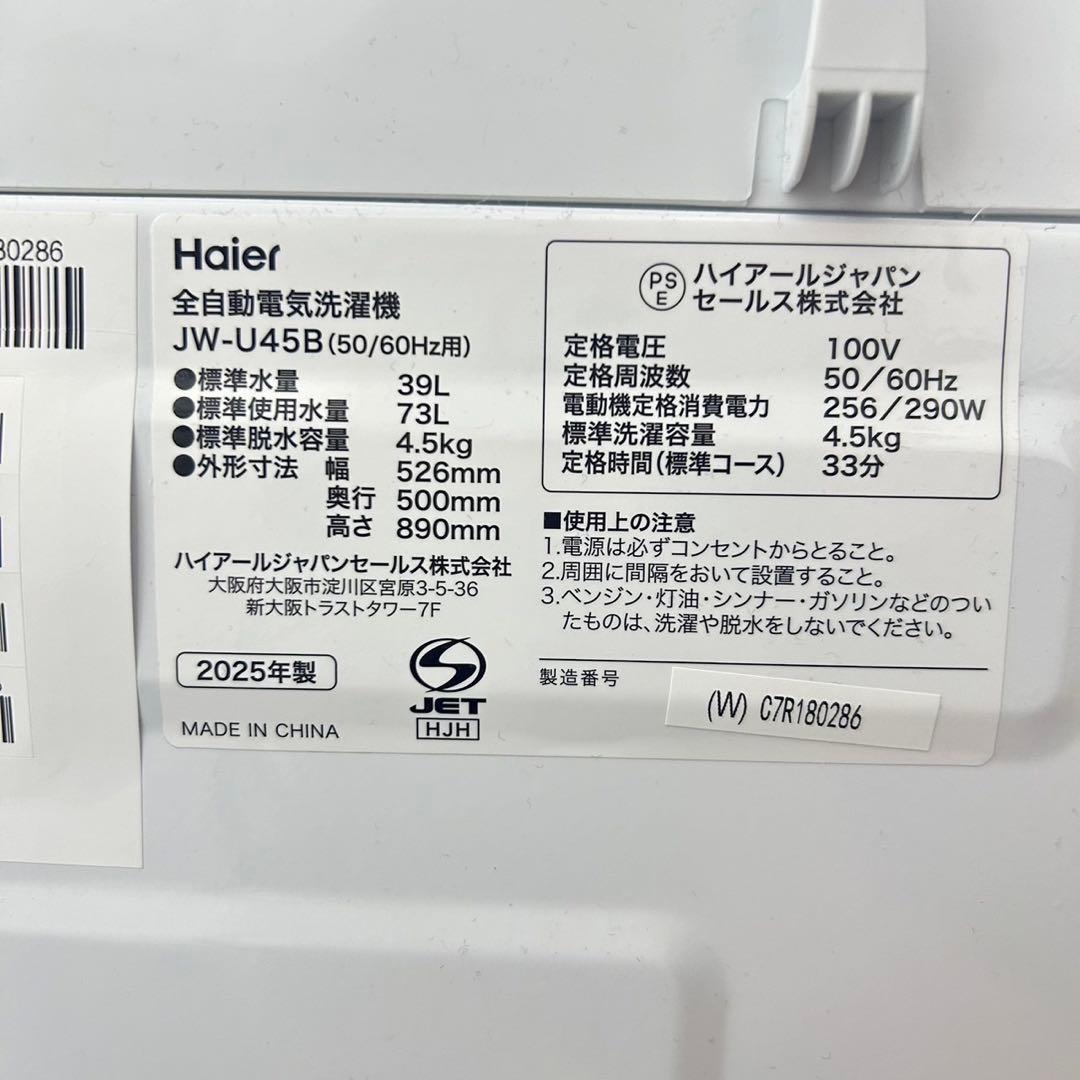 80286
Haier
全自動電気洗濯機
JW-U45B(50/60Hz用)
●標準水量 39L
●標準使用水量 73L
●標準脱水容量 4.5kg
●外形寸法 幅 526mm
奥行 500mm
高さ 890mm
ハイアールジャパンセールス株式会社
大阪府大阪市淀川区宮原3-5-36
新大阪トラストタワー7F
2025年製
MADE IN CHINA
JET
HJH
PS
E
ハイアールジャパン
セールス株式会社
定格電圧 100V
定格周波数 50/60Hz
電動機定格消費電力 256/290W
標準洗濯容量 4.5kg
定格時間(標準コース) 33分
■使用上の注意
1.電源は必ずコンセントからとること。
2.周囲に間隔をおいて設置すること。
3.ベンジン・灯油・シンナー・ガソリンなどのつい
たものは、洗濯や脱水をしないでください。
製造番号
(W) C7R180286